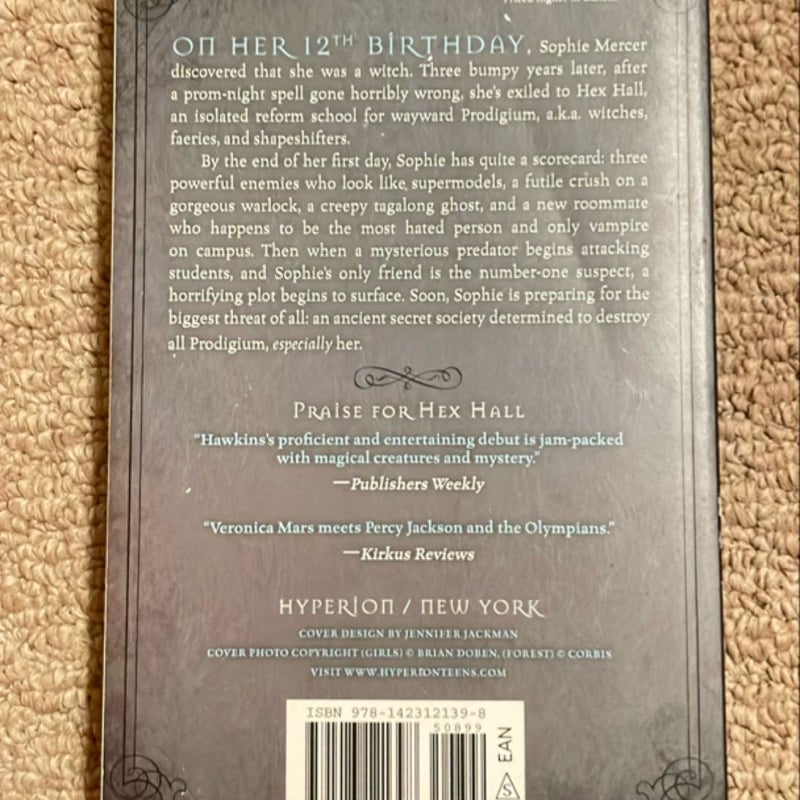 ON HER 12TH BIRTHDAY, Sophie Mercer
discovered that she was a witch. Three bumpy years later, after
a prom-night spell gone horribly wrong, she's exiled to Hex Hall,
an isolated reform school for wayward Prodigium, a.k.a. witches,
faeries, and shapeshifters.
By the end of her first day, Sophie has quite a scorecard: three
powerful enemies who look like supermodels, a futile crush on a
gorgeous warlock, a creepy tagalong ghost, and a new roommate
who happens to be the most hated person and only vampire
on campus. Then when a mysterious predator begins attacking
students, and Sophie's only friend is the number-one suspect, a
horrifying plot begins to surface. Soon, Sophie is preparing for the
biggest threat of all: an ancient secret society determined to destroy
all Prodigium, especially her.
PRAISE FOR HEX HALL
"Hawkins's proficient and entertaining debut is jam-packed
with magical creatures and mystery."
—Publishers Weekly
"Veronica Mars meets Percy Jackson and the Olympians."
—Kirkus Reviews
HYPERION / NEW YORK
COVER DESIGN BY JENNIFER JACKMAN
COVER PHOTO COPYRIGHT (GIRLS) © BRIAN DOBEN, (FOREST) © CORBIS
VISIT WWW.HYPERIONTEENS.COM
ISBN 978-142312139-8
50899
EAN
S